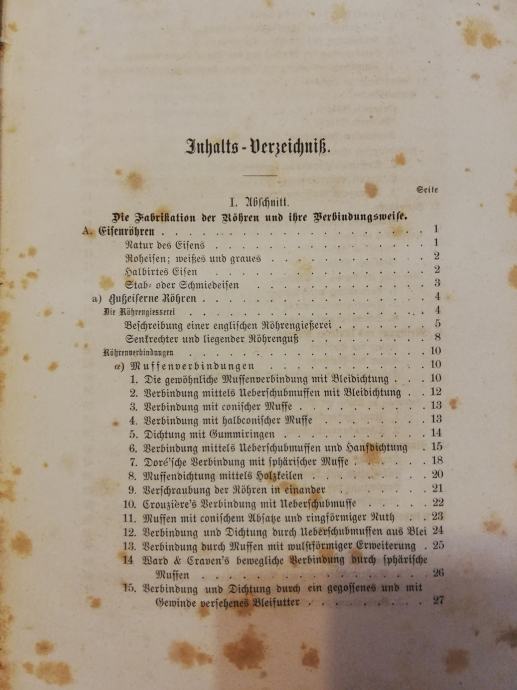 Inhalts-Verzeichniß.
Seite
I. Abschnitt.
Die Fabrikation der Röhren und ihre Verbindungsweise.
A. Eisenröhren . . . . . . . . . . . . . . . . 1
Natur des Eisens . . . . . . . . . . . . . 1
Roheisen; weißes und graues . . . . . . . . . . 2
Halbirtes Eisen . . . . . . . . . . . . . 2
Stab- oder Schmiedeisen . . . . . . . . . . . 3
a) Gußeiserne Röhren . . . . . . . . . . . . . 4
Die Röhrengiesserei . . . . . . . . . . . . . 4
Beschreibung einer englischen Röhrengießerei . . . . . . 5
Senkrechter und liegender Röhrenguß . . . . . . . . 8
Röhrenverbindungen . . . . . . . . . . . . . 10
α) Muffenverbindungen . . . . . . . . . . 10
1. Die gewöhnliche Muffenverbindung mit Bleidichtung . . . 10
2. Verbindung mittels Ueberschubmuffen mit Bleidichtung . . 12
3. Verbindung mit conischer Muffe . . . . . . . . 13
4. Verbindung mit halbconischer Muffe . . . . . . . 13
5. Dichtung mit Gummiringen . . . . . . . . . 14
6. Verbindung mittels Ueberschubmuffen und Hanfdichtung . 15
7. Doré'sche Verbindung mit sphärischer Muffe . . . . . 18
8. Muffendichtung mittels Holzkeilen . . . . . . . . 20
9. Verschraubung der Röhren in einander . . . . . . 21
10. Crouzière's Verbindung mit Ueberschubmuffe . . . . . 22
11. Muffen mit conischem Absatze und ringförmiger Nuth . . 23
12. Verbindung und Dichtung durch Ueberschubmuffen aus Blei 24
13. Verbindung durch Muffen mit wulstförmiger Erweiterung . 25
14 Ward & Craven's bewegliche Verbindung durch sphärische
Muffen . . . . . . . . . . . . . . 26
15. Verbindung und Dichtung durch ein gegossenes und mit
Gewinde versehenes Bleifutter . . . . . . . . 27